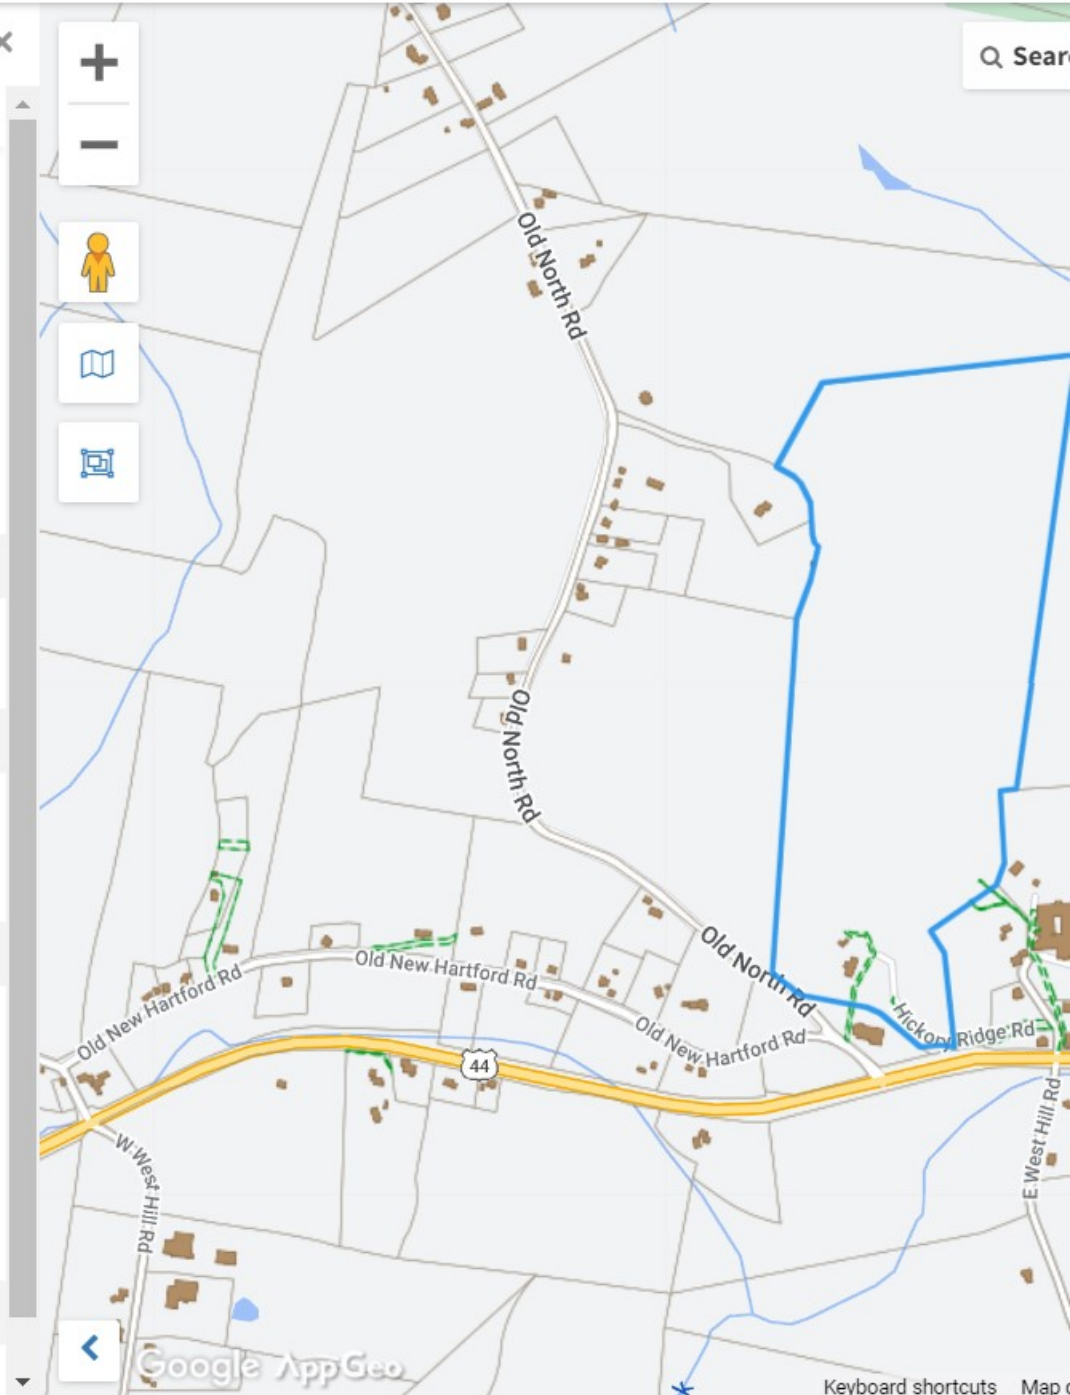 +
Sear
−
Old North Rd
Old North Rd
Old North Rd
Old New Hartford Rd
Old New Hartford Rd
Old New Hartford Rd
Hickory Ridge Rd
44
W West Hill Rd
E West Hill Rd
Google AppGeo
Keyboard shortcuts Map